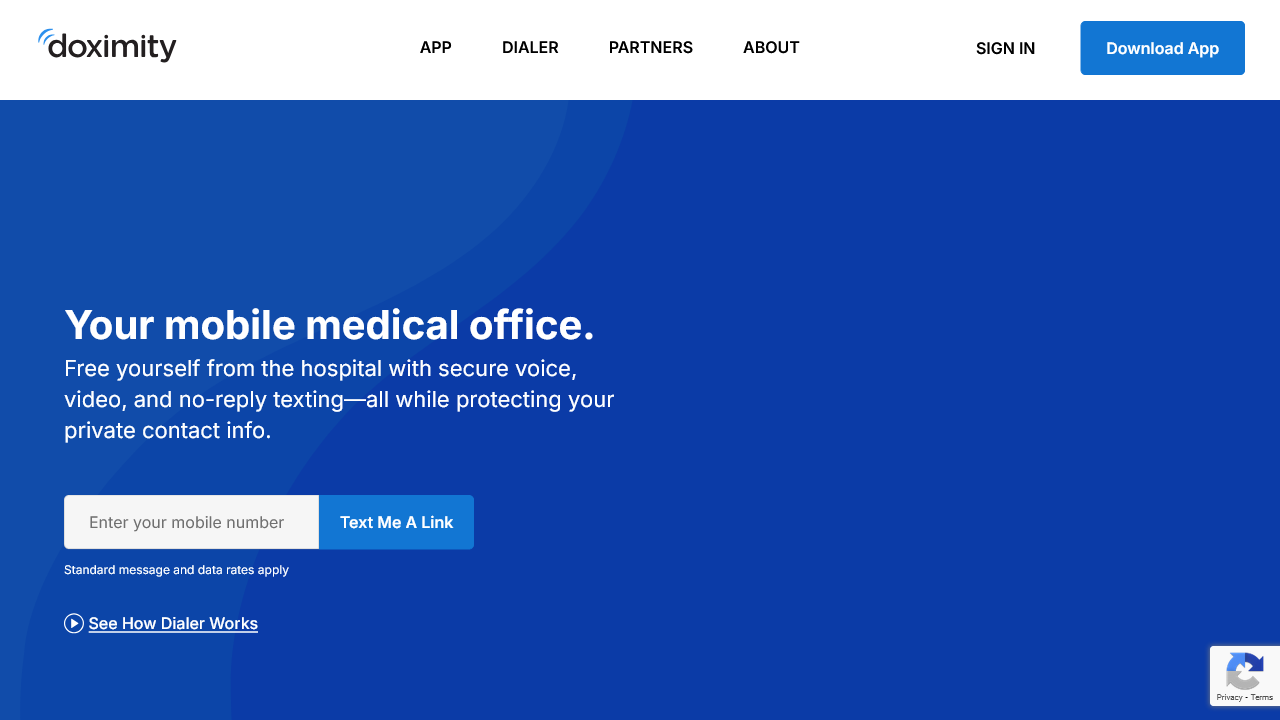 doximity
APP
DIALER
PARTNERS
ABOUT
SIGN IN
Download App
Your mobile medical office.
Free yourself from the hospital with secure voice,
video, and no-reply texting—all while protecting your
private contact info.
Enter your mobile number
Text Me A Link
Standard message and data rates apply
See How Dialer Works
Privacy - Terms